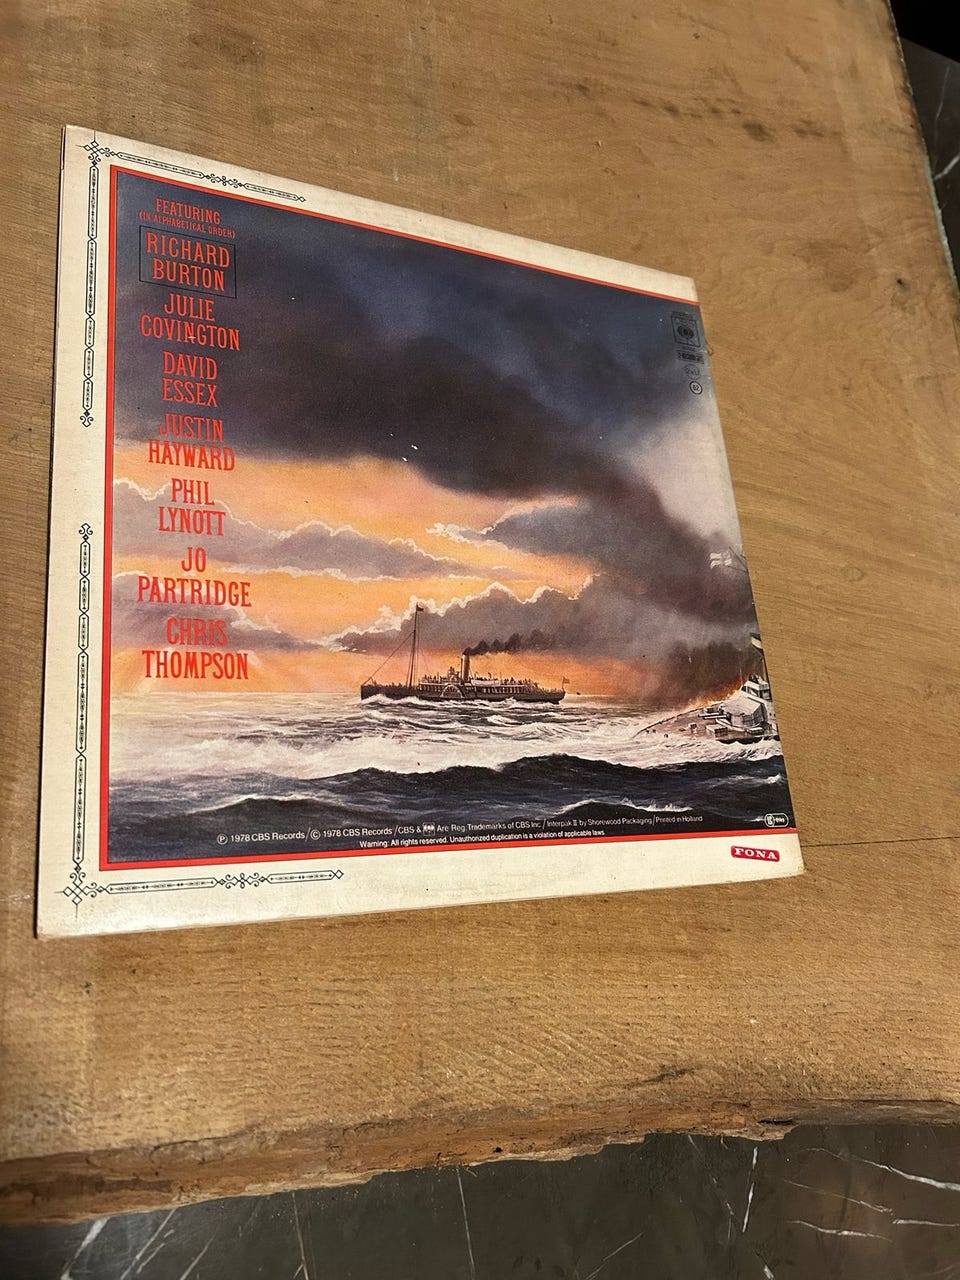 FEATURING
(IN ALPHABETICAL ORDER)
RICHARD
BURTON
JULIE
COVINGTON
DAVID
ESSEX
JUSTIN
HAYWARD
PHIL
LYNOTT
JO
PARTRIDGE
CHRIS
THOMPSON
Ⓟ 1978 CBS Records / Ⓒ 1978 CBS Records / CBS & Are Reg. Trademarks of CBS Inc. / Interpak II by Shorewood Packaging / Printed in Holland
Warning: All rights reserved. Unauthorized duplication is a violation of applicable laws.
FONA